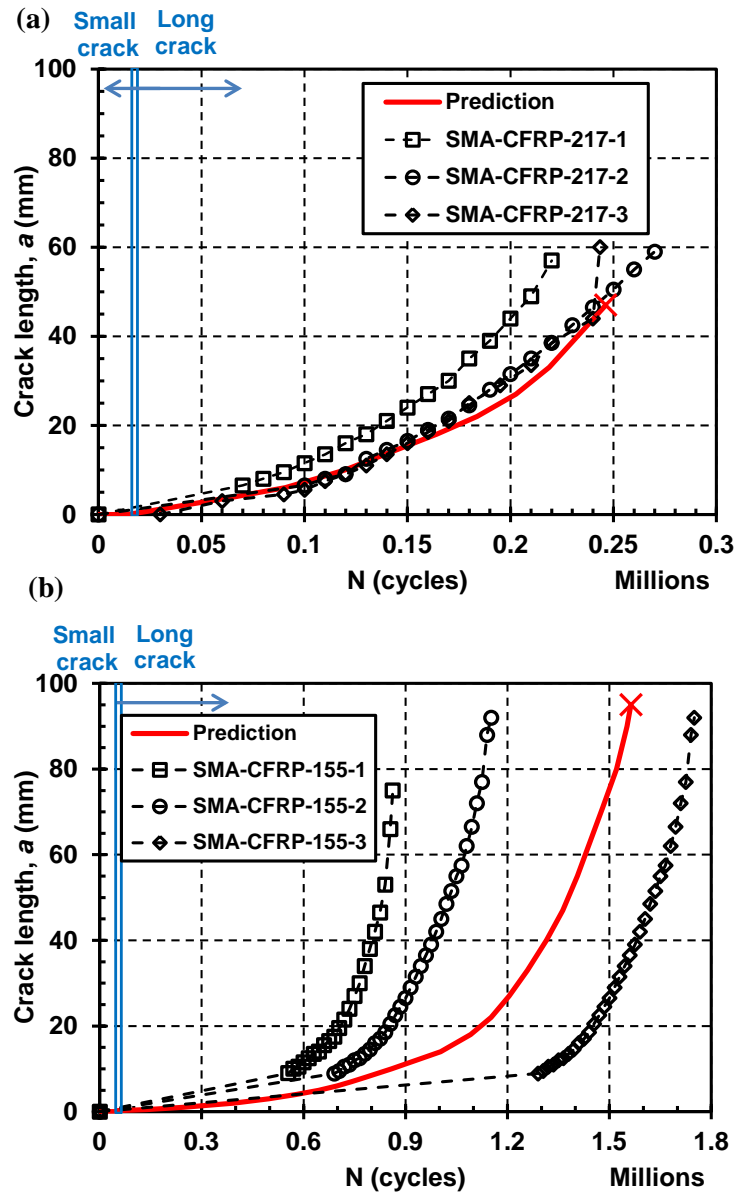 (a)
Small crack
Long crack
100
80
60
40
20
0
Crack length, a (mm)
Prediction
SMA-CFRP-217-1
SMA-CFRP-217-2
SMA-CFRP-217-3
0
0.05
0.1
0.15
0.2
0.25
0.3
N (cycles)
Millions
(b)
Small crack
Long crack
100
80
60
40
20
0
Crack length, a (mm)
Prediction
SMA-CFRP-155-1
SMA-CFRP-155-2
SMA-CFRP-155-3
0
0.3
0.6
0.9
1.2
1.5
1.8
N (cycles)
Millions